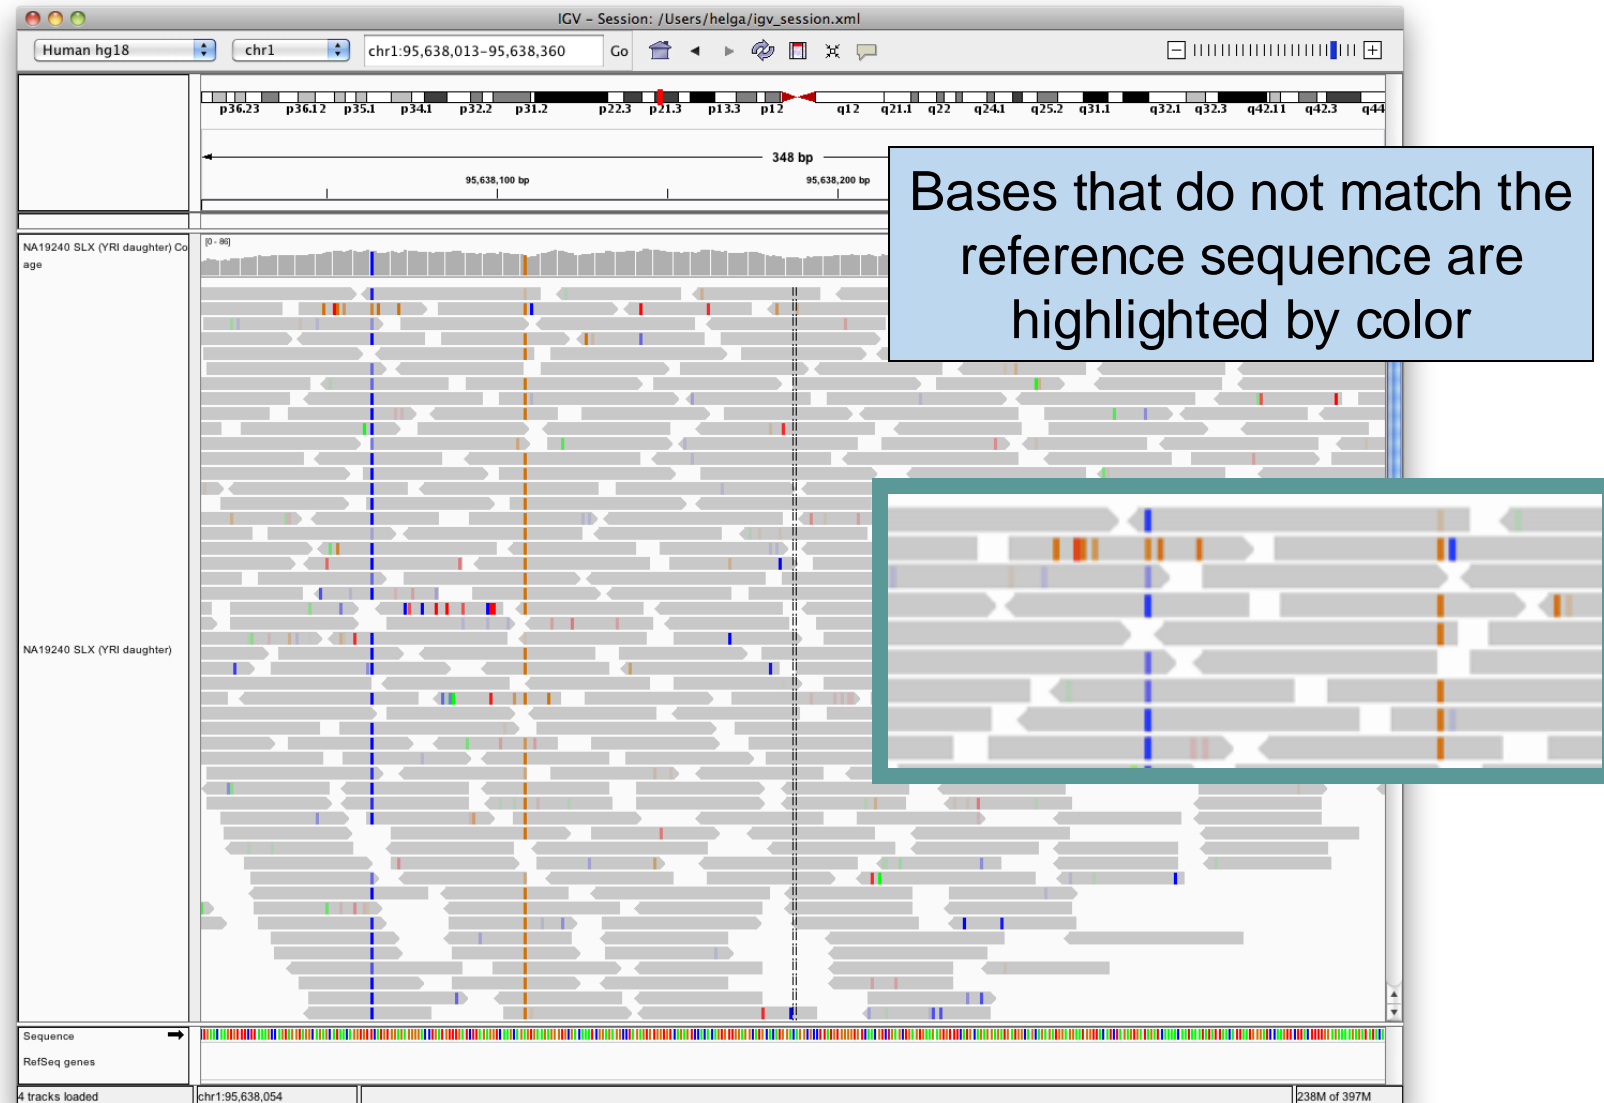 IGV – Session: /Users/helga/igv_session.xml
Human hg18 chr1 chr1:95,638,013–95,638,360 Go
p36.23 p36.12 p35.1 p34.1 p32.2 p31.2 p22.3 p21.3 p13.3 p12 q12 q21.1 q22 q24.1 q25.2 q31.1 q32.1 q32.3 q42.11 q42.3 q44
348 bp
95,638,100 bp 95,638,200 bp
Bases that do not match the
reference sequence are
highlighted by color
NA19240 SLX (YRI daughter) Co
age
[0 - 86]
NA19240 SLX (YRI daughter)
Sequence
RefSeq genes
4 tracks loaded chr1:95,638,054 238M of 397M